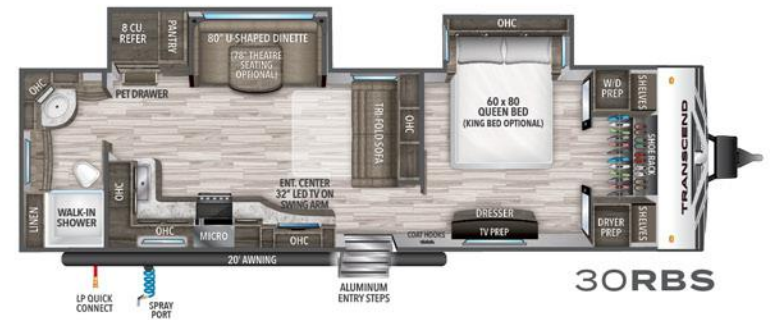 8 CU.
REFER
PANTRY
80" U-SHAPED DINETTE
(78" THEATRE
SEATING
OPTIONAL)
OHC
OHC
PET DRAWER
TRI-FOLD SOFA
OHC
60 x 80
QUEEN BED
(KING BED OPTIONAL)
W/D
PREP
SHELVES
SHOE RACK
TRANSCEND
ENT. CENTER
32" LED TV ON
SWING ARM
OHC
LINEN
WALK-IN
SHOWER
OHC
MICRO
OHC
COAT HOOKS
DRESSER
TV PREP
DRYER
PREP
SHELVES
20' AWNING
LP QUICK
CONNECT
SPRAY
PORT
ALUMINUM
ENTRY STEPS
30RBS